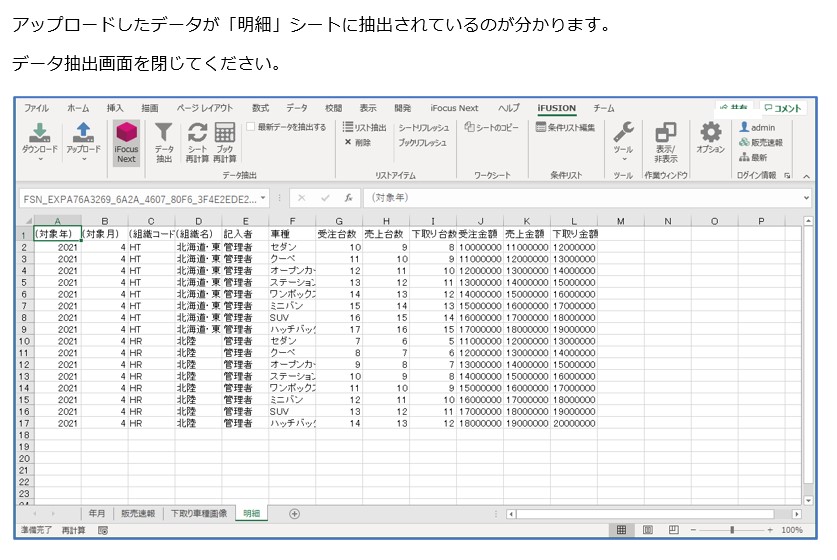 アップロードしたデータが「明細」シートに抽出されているのが分かります。
データ抽出画面を閉じてください。
ファイル ホーム 挿入 描画 ページ レイアウト 数式 データ 校閲 表示 開発 iFocus Next ヘルプ iFUSION チーム 共有 コメント
ダウンロード アップロード iFocus Next データ抽出 シート再計算 ブック再計算 最新データを抽出する リスト抽出 削除 シートリフレッシュ ブックリフレッシュ シートのコピー 条件リスト編集 ツール 表示/非表示 オプション admin 販売速報 最新
データ抽出 リストアイテム ワークシート 条件リスト ツール 作業ウィンドウ ログイン情報
FSN_EXPA76A3269_6A2A_4607_80F6_3F4E2EDE2... fx (対象年)
A B C D E F G H I J K L M N O P
1 (対象年) (対象月) (組織コード (組織名) 記入者 車種 受注台数 売上台数 下取り台数 受注金額 売上金額 下取り金額
2 2021 4 HT 北海道・東 管理者 セダン 10 9 8 10000000 11000000 12000000
3 2021 4 HT 北海道・東 管理者 クーペ 11 10 9 11000000 12000000 13000000
4 2021 4 HT 北海道・東 管理者 オープンカー 12 11 10 12000000 13000000 14000000
5 2021 4 HT 北海道・東 管理者 ステーション 13 12 11 13000000 14000000 15000000
6 2021 4 HT 北海道・東 管理者 ワンボックス 14 13 12 14000000 15000000 16000000
7 2021 4 HT 北海道・東 管理者 ミニバン 15 14 13 15000000 16000000 17000000
8 2021 4 HT 北海道・東 管理者 SUV 16 15 14 16000000 17000000 18000000
9 2021 4 HT 北海道・東 管理者 ハッチバック 17 16 15 17000000 18000000 19000000
10 2021 4 HR 北陸 管理者 セダン 7 6 5 11000000 12000000 13000000
11 2021 4 HR 北陸 管理者 クーペ 8 7 6 12000000 13000000 14000000
12 2021 4 HR 北陸 管理者 オープンカー 9 8 7 13000000 14000000 15000000
13 2021 4 HR 北陸 管理者 ステーション 10 9 8 14000000 15000000 16000000
14 2021 4 HR 北陸 管理者 ワンボックス 11 10 9 15000000 16000000 17000000
15 2021 4 HR 北陸 管理者 ミニバン 12 11 10 16000000 17000000 18000000
16 2021 4 HR 北陸 管理者 SUV 13 12 11 17000000 18000000 19000000
17 2021 4 HR 北陸 管理者 ハッチバック 14 13 12 18000000 19000000 20000000
18
19
20
21
22
23
24
年月 販売速報 下取り車種画像 明細
準備完了 再計算 100%